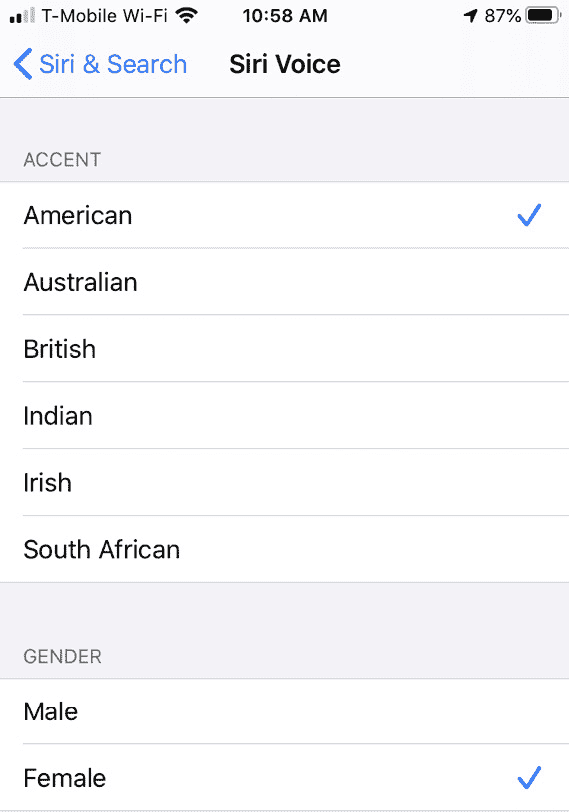 T-Mobile Wi-Fi 10:58 AM 87%
Siri & Search Siri Voice
ACCENT
American
Australian
British
Indian
Irish
South African
GENDER
Male
Female